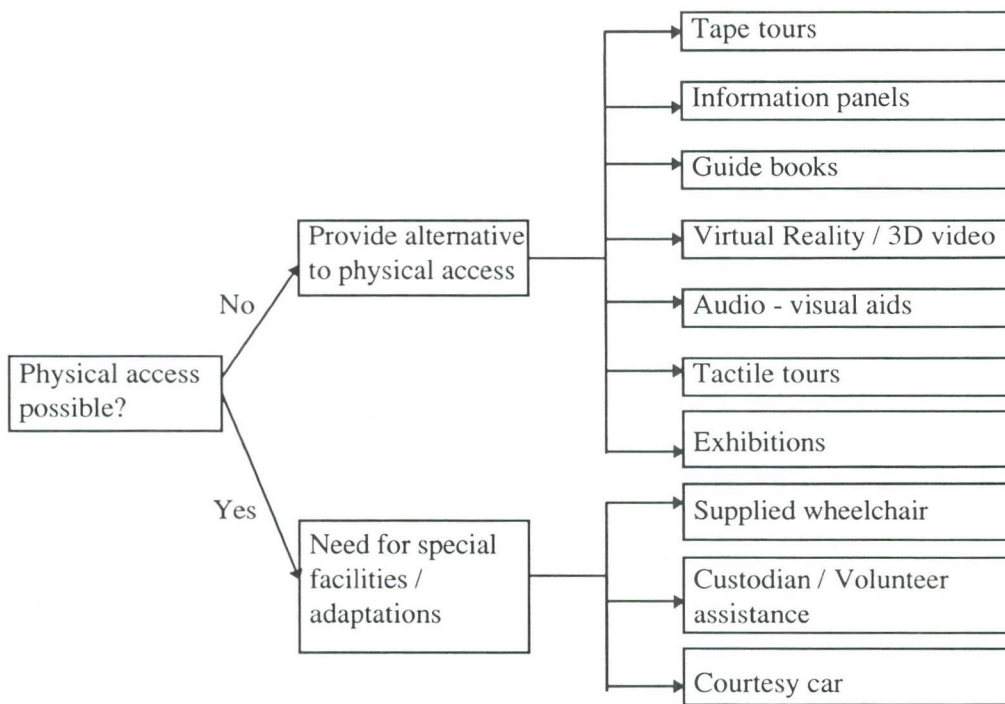 Tape tours
Information panels
Guide books
Provide alternative
to physical access
Virtual Reality / 3D video
No
Audio - visual aids
Physical access
possible?
Tactile tours
Exhibitions
Yes
Need for special
facilities /
adaptations
Supplied wheelchair
Custodian / Volunteer
assistance
Courtesy car